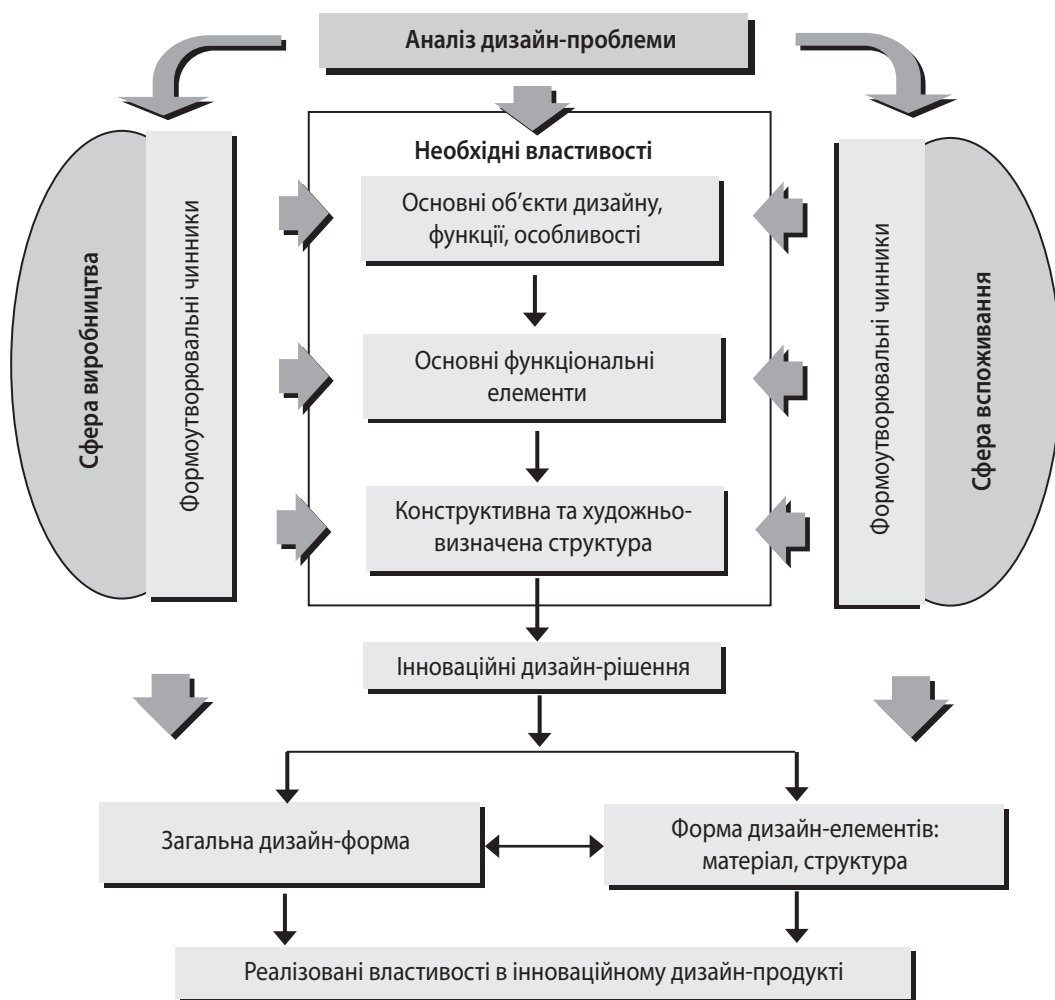 Аналіз дизайн-проблеми
Сфера виробництва
Формоутворювальні чинники
Необхідні властивості
Основні об’єкти дизайну,
функції, особливості
Основні функціональні
елементи
Конструктивна та художньо-
визначена структура
Формоутворювальні чинники
Сфера вспоживання
Інноваційні дизайн-рішення
Загальна дизайн-форма
Форма дизайн-елементів:
матеріал, структура
Реалізовані властивості в інноваційному дизайн-продукті